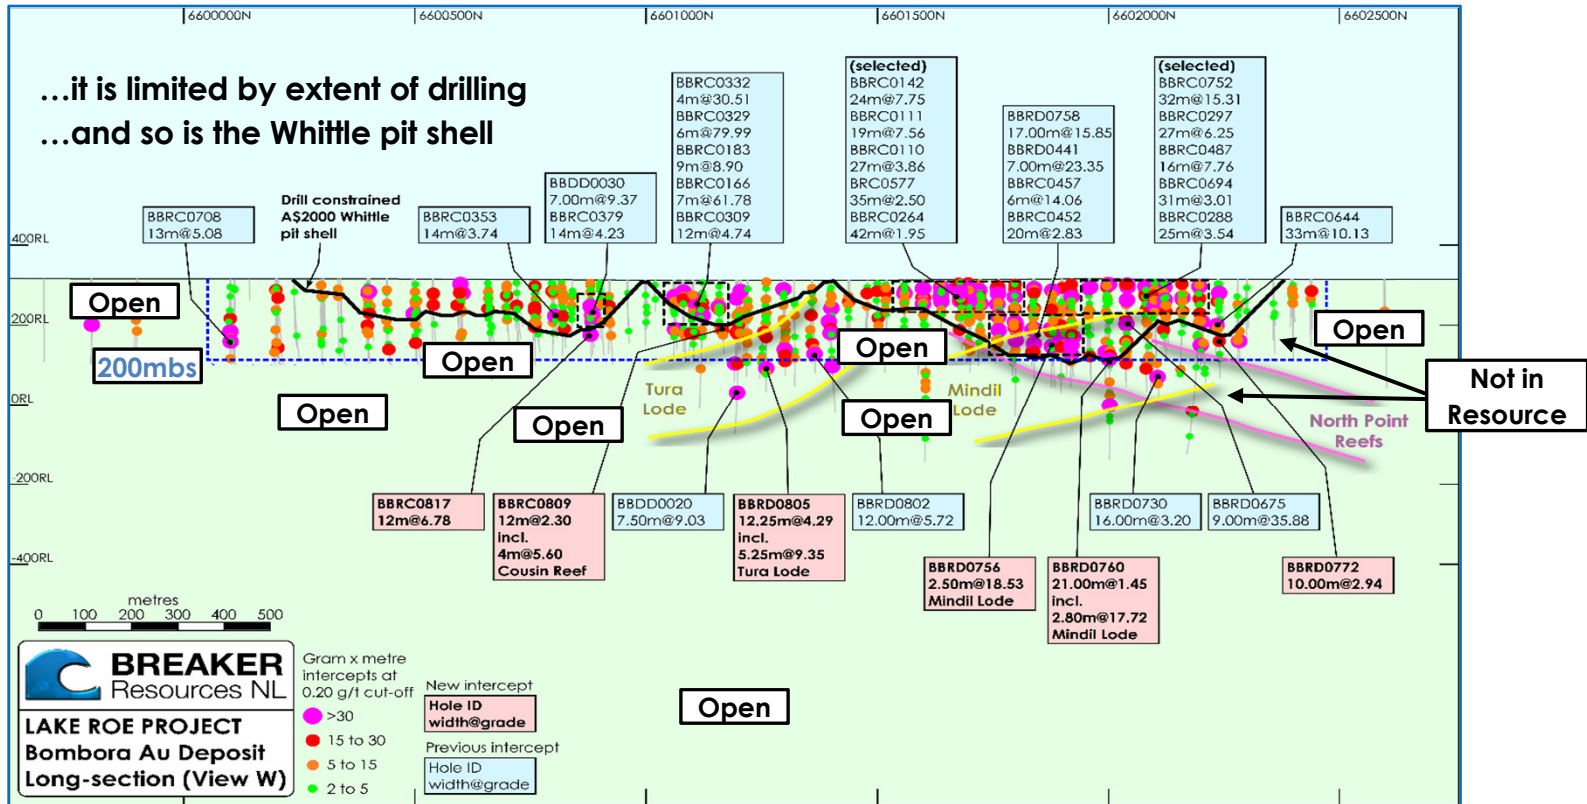 6600000N
6600500N
6601000N
6601500N
6602000N
6602500N
...it is limited by extent of drilling
...and so is the Whittle pit shell
BBRC0708
13m@5.08
Drill constrained
A$2000 Whittle
pit shell
BBRC0353
14m@3.74
BBDD0030
7.00m@9.37
BBRC0379
14m@4.23
BBRC0332
4m@30.51
BBRC0329
6m@79.99
BBRC0183
9m@8.90
BBRC0166
7m@61.78
BBRC0309
12m@4.74
(selected)
BBRC0142
24m@7.75
BBRC0111
19m@7.56
BBRC0110
27m@3.86
BRC0577
35m@2.50
BBRC0264
42m@1.95
BBRD0758
17.00m@15.85
BBRD0441
7.00m@23.35
BBRC0457
6m@14.06
BBRC0452
20m@2.83
(selected)
BBRC0752
32m@15.31
BBRC0297
27m@6.25
BBRC0487
16m@7.76
BBRC0694
31m@3.01
BBRC0288
25m@3.54
BBRC0644
33m@10.13
400RL
200RL
0RL
-200RL
-400RL
Open
Open
Open
Open
Open
Open
Open
Open
200mbs
Tura
Lode
Mindil
Lode
North Point
Reefs
Not in
Resource
BBRC0817
12m@6.78
BBRC0809
12m@2.30
incl.
4m@5.60
Cousin Reef
BBDD0020
7.50m@9.03
BBRD0805
12.25m@4.29
incl.
5.25m@9.35
Tura Lode
BBRD0802
12.00m@5.72
BBRD0756
2.50m@18.53
Mindil Lode
BBRD0760
21.00m@1.45
incl.
2.80m@17.72
Mindil Lode
BBRD0730
16.00m@3.20
BBRD0675
9.00m@35.88
BBRD0772
10.00m@2.94
metres
0 100 200 300 400 500
BREAKER
Resources NL
LAKE ROE PROJECT
Bombora Au Deposit
Long-section (View W)
Gram x metre
intercepts at
0.20 g/t cut-off
>30
15 to 30
5 to 15
2 to 5
New intercept
Hole ID
width@grade
Previous intercept
Hole ID
width@grade